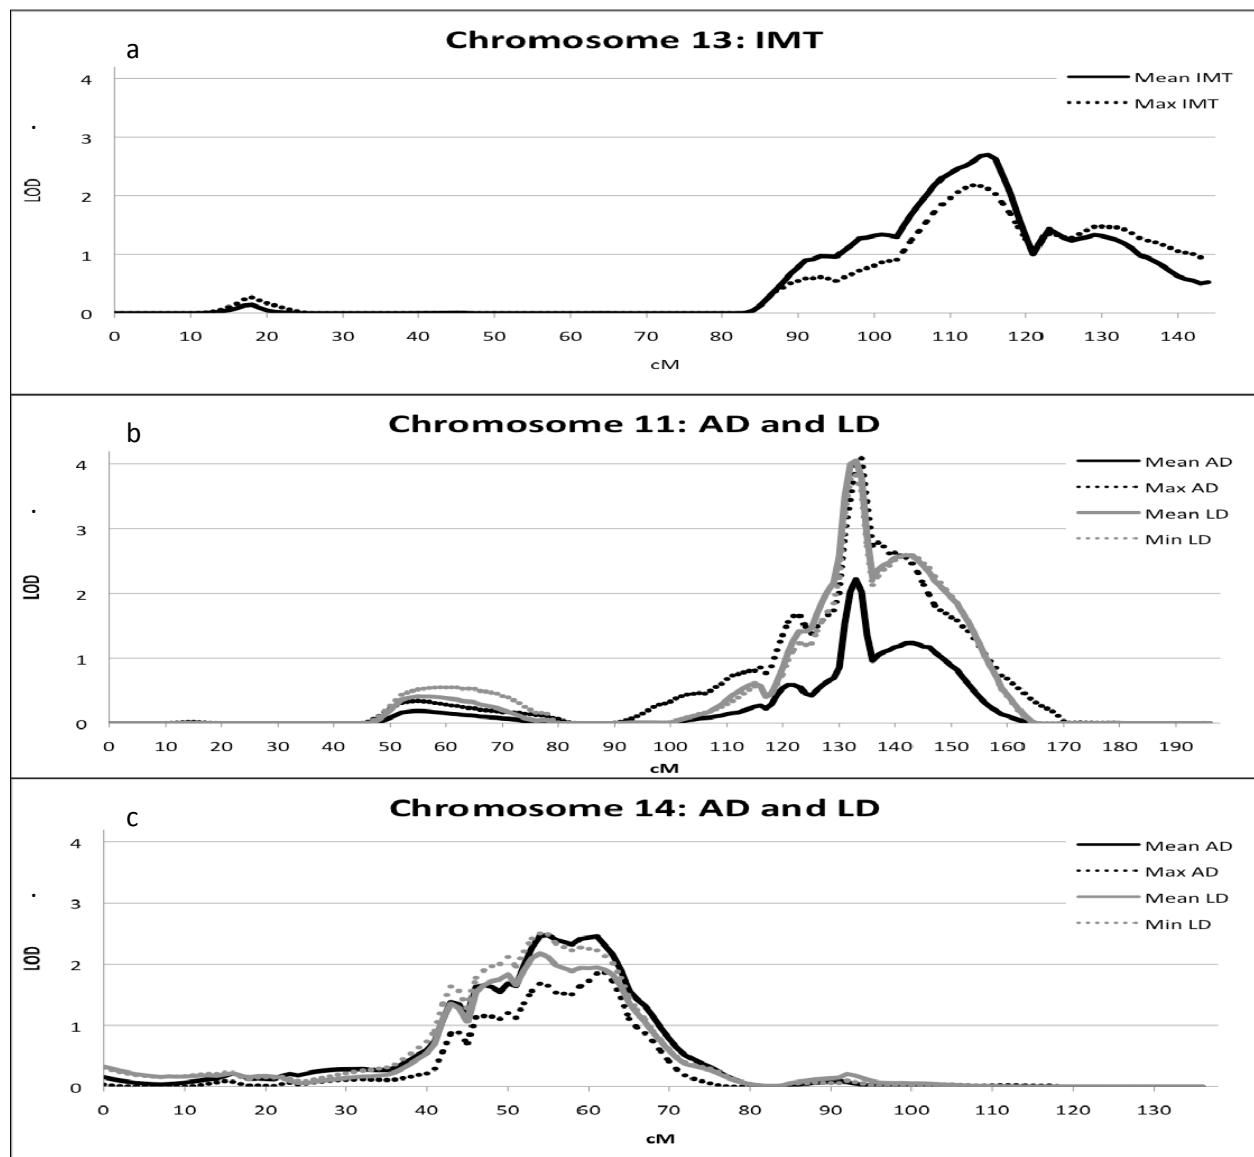 a
Chromosome 13: IMT
Mean IMT
Max IMT
4
3
2
1
0
LOD .
0 10 20 30 40 50 60 70 80 90 100 110 120 130 140
cM
b
Chromosome 11: AD and LD
Mean AD
Max AD
Mean LD
Min LD
4
3
2
1
0
LOD .
0 10 20 30 40 50 60 70 80 90 100 110 120 130 140 150 160 170 180 190
cM
c
Chromosome 14: AD and LD
Mean AD
Max AD
Mean LD
Min LD
4
3
2
1
0
LOD .
0 10 20 30 40 50 60 70 80 90 100 110 120 130
cM